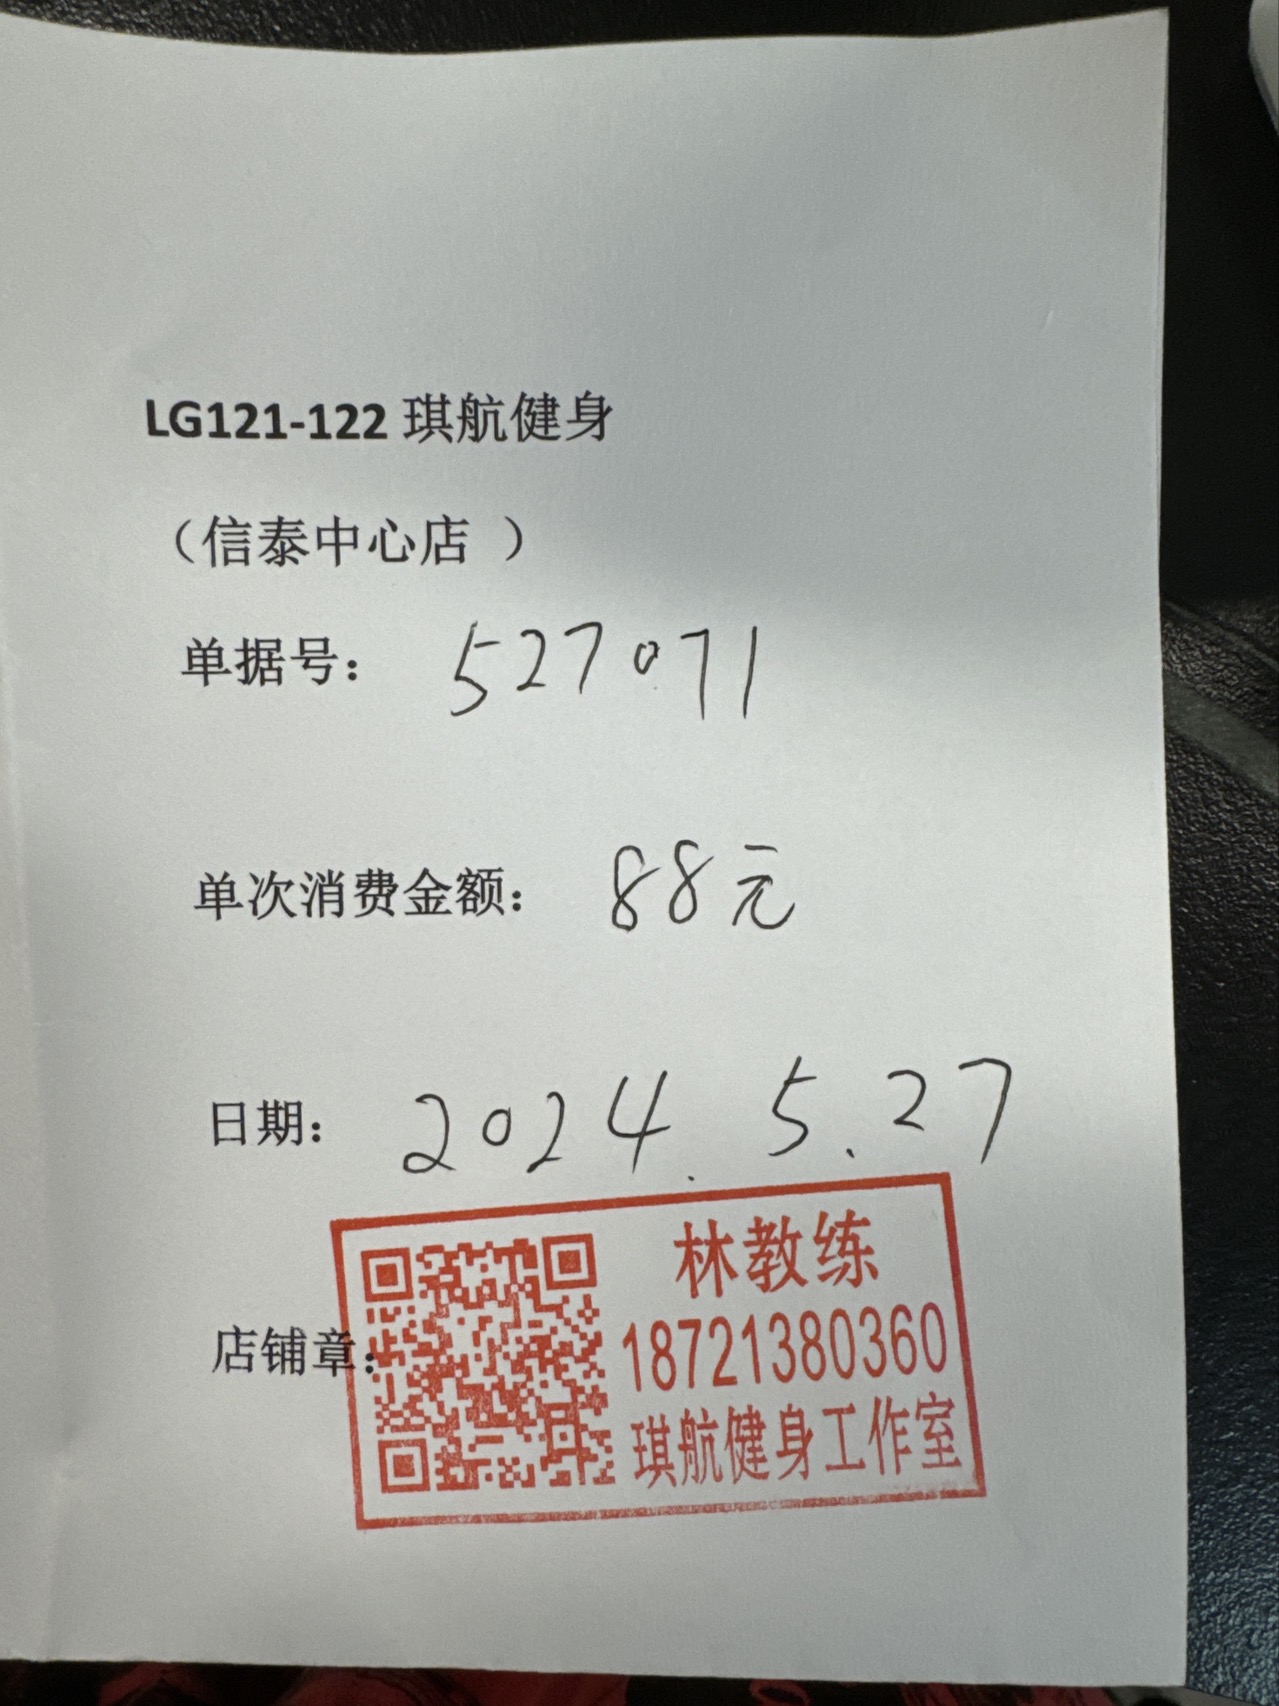 LG121-122 琪航健身
（信泰中心店 ）
单据号： 527071
单次消费金额： 88元
日期： 2024. 5.27
店铺章：
林教练
18721380360
琪航健身工作室